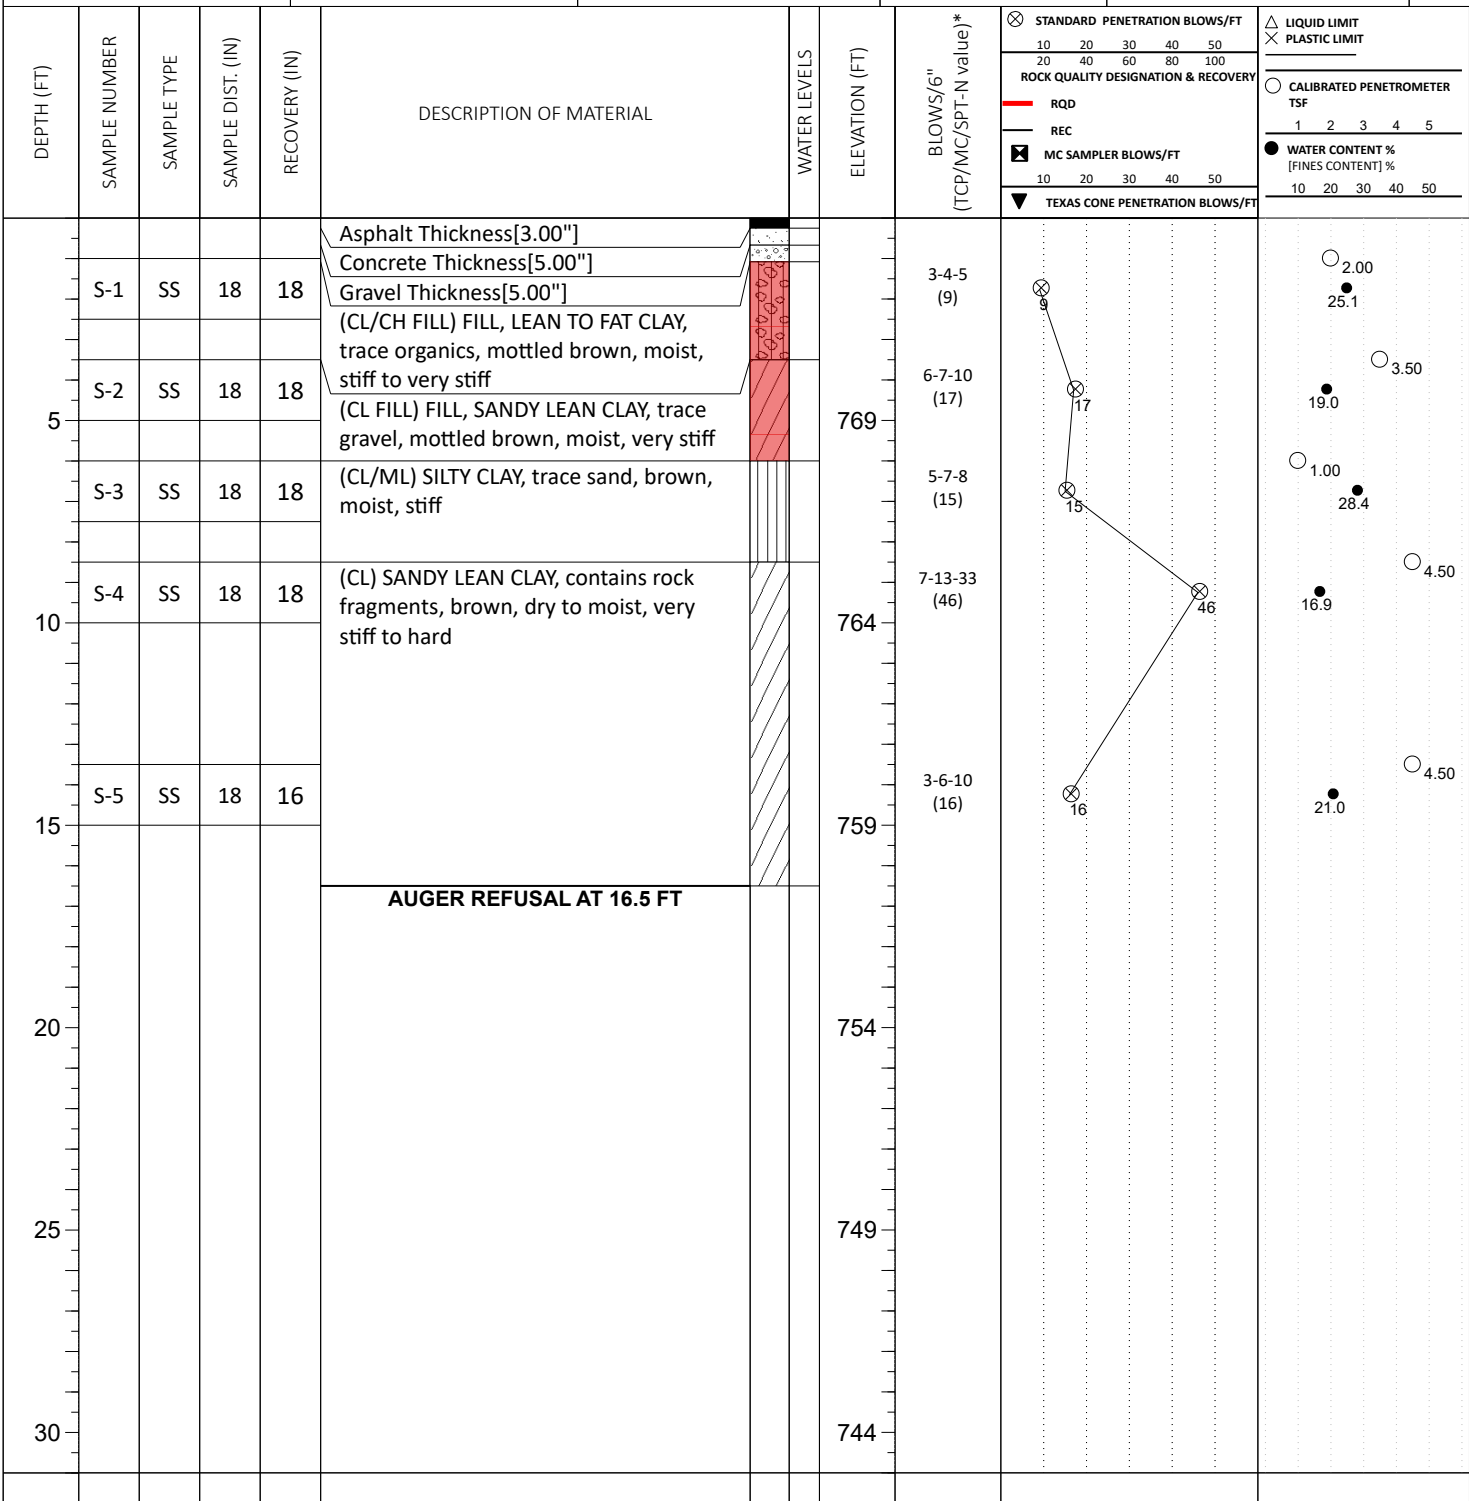 DEPTH (FT)
SAMPLE NUMBER
SAMPLE TYPE
SAMPLE DIST. (IN)
RECOVERY (IN)
DESCRIPTION OF MATERIAL
WATER LEVELS
ELEVATION (FT)
BLOWS/6"
(TCP/MC/SPT-N value)*
STANDARD PENETRATION BLOWS/FT
10 20 30 40 50
20 40 60 80 100
ROCK QUALITY DESIGNATION & RECOVERY
RQD
REC
MC SAMPLER BLOWS/FT
10 20 30 40 50
TEXAS CONE PENETRATION BLOWS/FT
LIQUID LIMIT
PLASTIC LIMIT
CALIBRATED PENETROMETER
TSF
1 2 3 4 5
WATER CONTENT %
[FINES CONTENT] %
10 20 30 40 50
Asphalt Thickness[3.00"]
Concrete Thickness[5.00"]
Gravel Thickness[5.00"]
S-1 SS 18 18
3-4-5
(9)
9
2.00
25.1
(CL/CH FILL) FILL, LEAN TO FAT CLAY,
trace organics, mottled brown, moist,
stiff to very stiff
S-2 SS 18 18
6-7-10
(17)
17
3.50
19.0
(CL FILL) FILL, SANDY LEAN CLAY, trace
gravel, mottled brown, moist, very stiff
5
769
S-3 SS 18 18
(CL/ML) SILTY CLAY, trace sand, brown,
moist, stiff
5-7-8
(15)
15
1.00
28.4
S-4 SS 18 18
(CL) SANDY LEAN CLAY, contains rock
fragments, brown, dry to moist, very
stiff to hard
7-13-33
(46)
46
4.50
16.9
10
764
S-5 SS 18 16
3-6-10
(16)
16
4.50
21.0
15
759
AUGER REFUSAL AT 16.5 FT
20
754
25
749
30
744